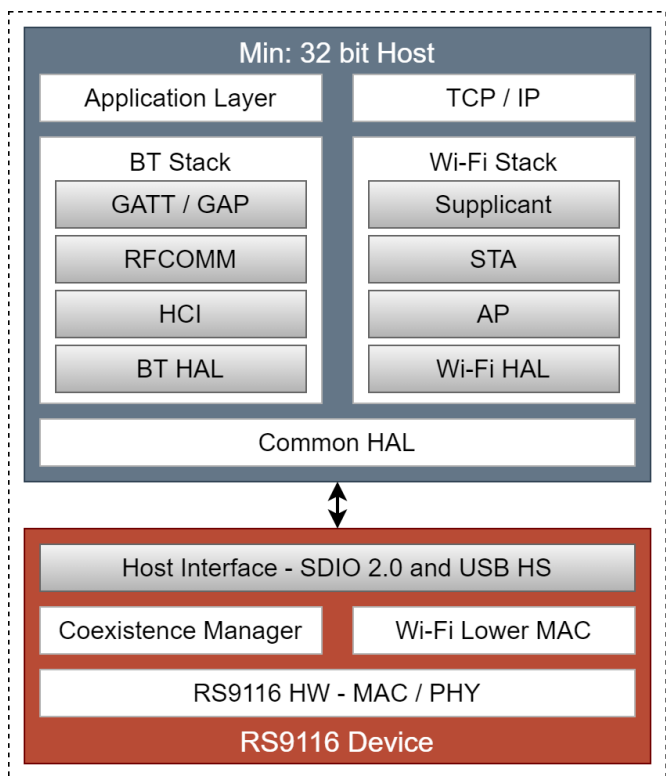 Min: 32 bit Host
Application Layer
TCP / IP
BT Stack
GATT / GAP
RFCOMM
HCI
BT HAL
Wi-Fi Stack
Supplicant
STA
AP
Wi-Fi HAL
Common HAL
Host Interface - SDIO 2.0 and USB HS
Coexistence Manager
Wi-Fi Lower MAC
RS9116 HW - MAC / PHY
RS9116 Device